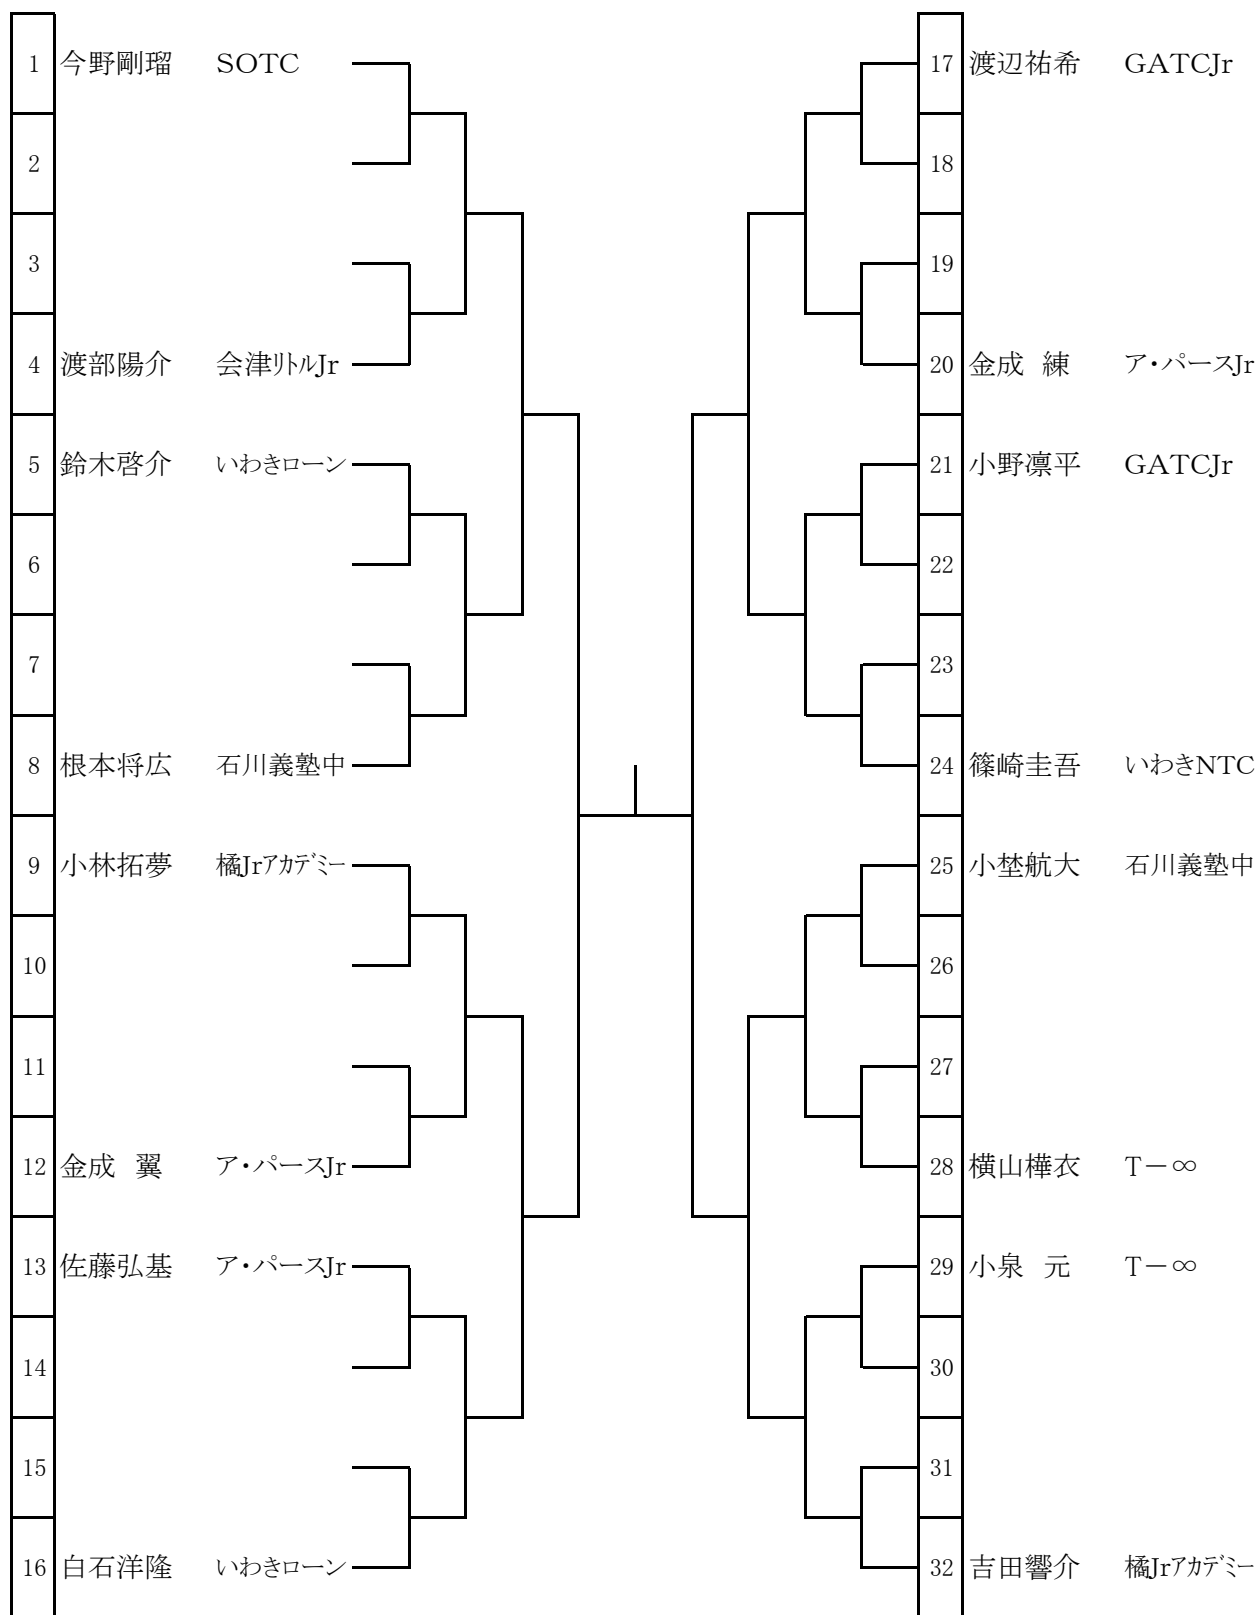 1 今野剛瑠 SOTC
2
3
4 渡部陽介 会津ﾘﾄﾙJr
5 鈴木啓介 いわきローン
6
7
8 根本将広 石川義塾中
9 小林拓夢 橘Jrｱｶﾃﾞﾐｰ
10
11
12 金成 翼 ア・パースJr
13 佐藤弘基 ア・パースJr
14
15
16 白石洋隆 いわきローン
17 渡辺祐希 GATCJr
18
19
20 金成 練 ア・パースJr
21 小野凛平 GATCJr
22
23
24 篠崎圭吾 いわきNTC
25 小埜航大 石川義塾中
26
27
28 横山樺衣 T－∞
29 小泉 元 T－∞
30
31
32 吉田響介 橘Jrｱｶﾃﾞﾐｰ